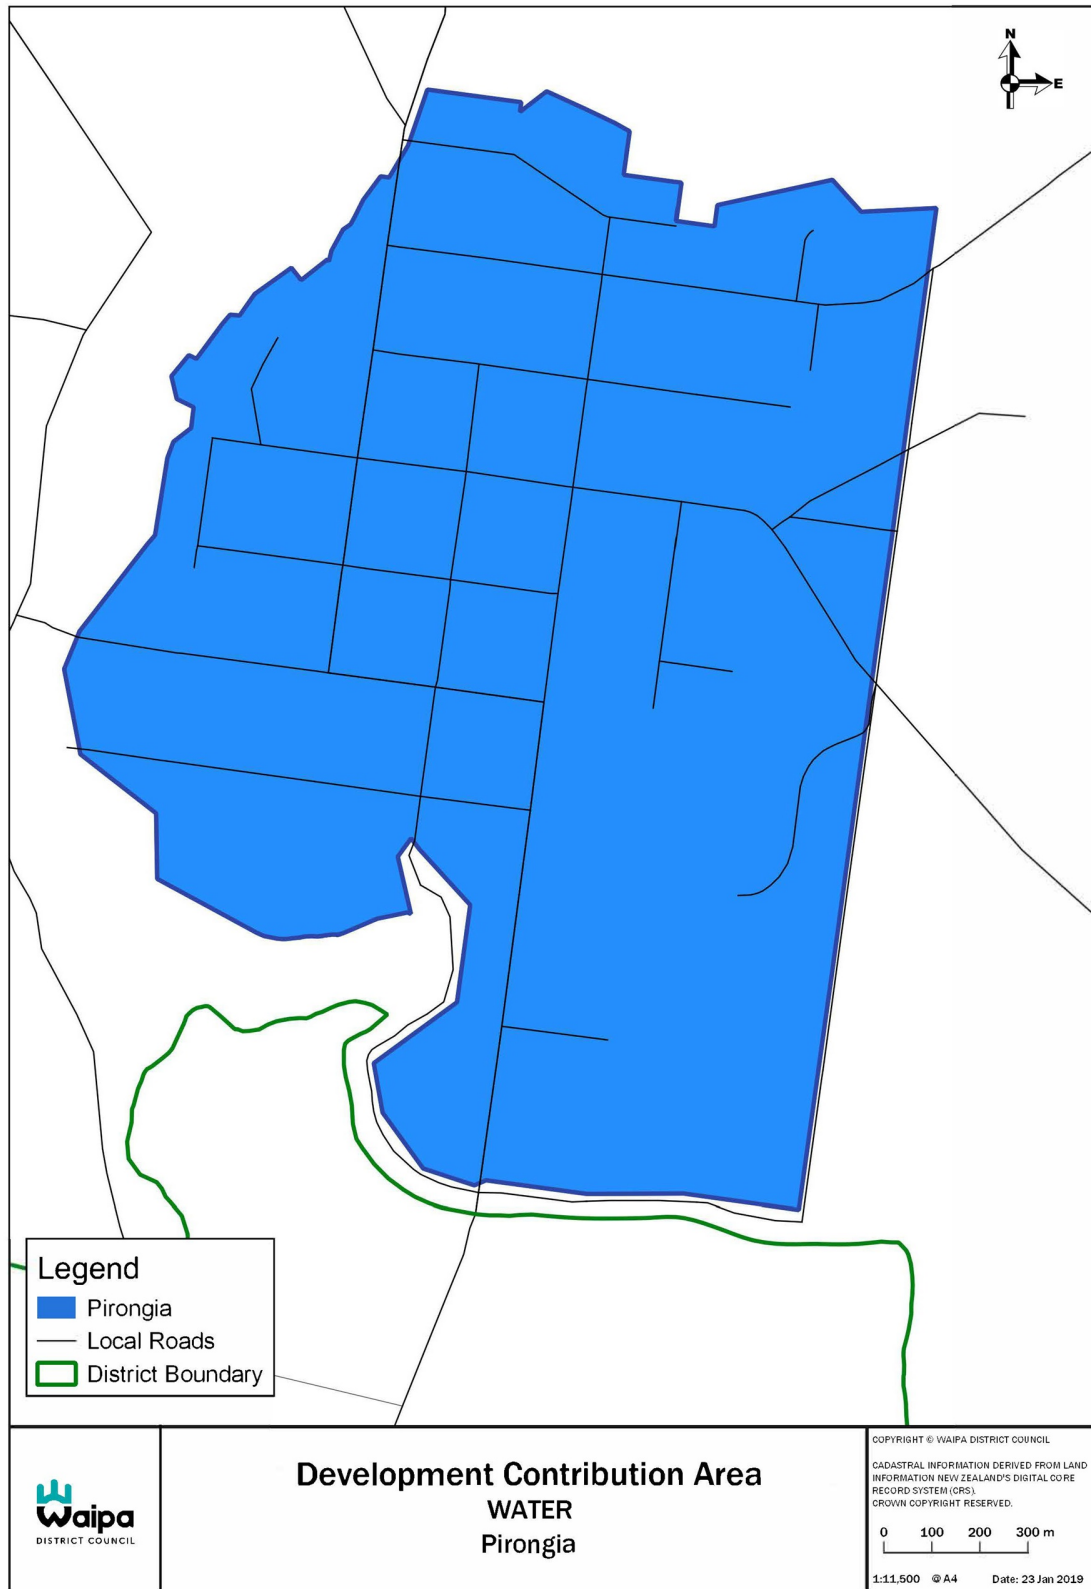 N
E
Legend
Pirongia
Local Roads
District Boundary
Waipa
DISTRICT COUNCIL
Development Contribution Area
WATER
Pirongia
COPYRIGHT © WAIPA DISTRICT COUNCIL
CADASTRAL INFORMATION DERIVED FROM LAND
INFORMATION NEW ZEALAND'S DIGITAL CORE
RECORD SYSTEM (CRS).
CROWN COPYRIGHT RESERVED.
0 100 200 300 m
1:11,500 @ A4 Date: 23 Jan 2019